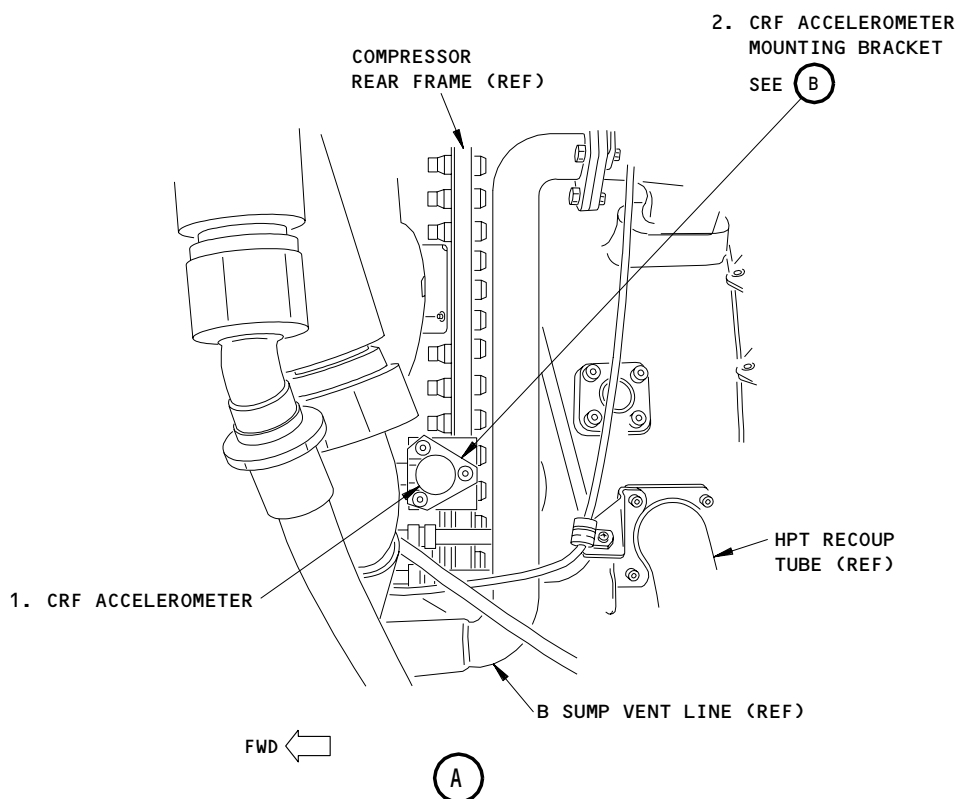 2. CRF ACCELEROMETER
MOUNTING BRACKET
SEE B
COMPRESSOR
REAR FRAME (REF)
HPT RECOUP
TUBE (REF)
1. CRF ACCELEROMETER
B SUMP VENT LINE (REF)
FWD
A